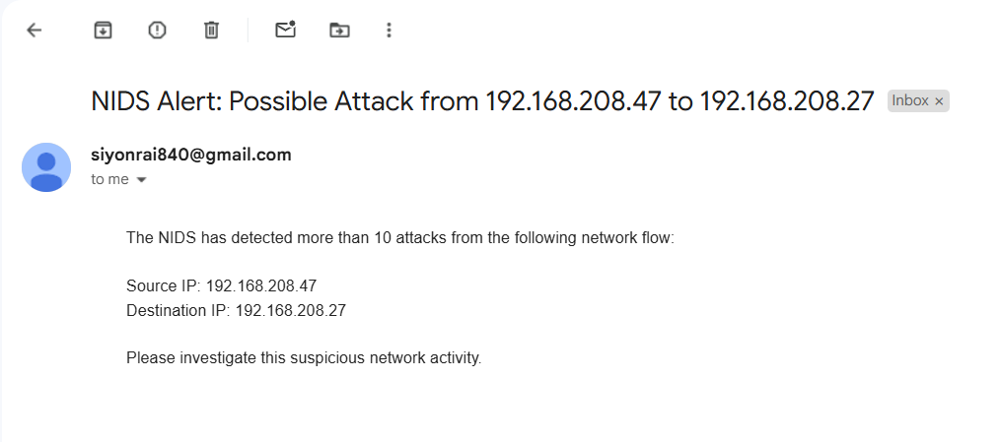 NIDS Alert: Possible Attack from 192.168.208.47 to 192.168.208.27 Inbox ×
siyonrai840@gmail.com
to me
The NIDS has detected more than 10 attacks from the following network flow:
Source IP: 192.168.208.47
Destination IP: 192.168.208.27
Please investigate this suspicious network activity.